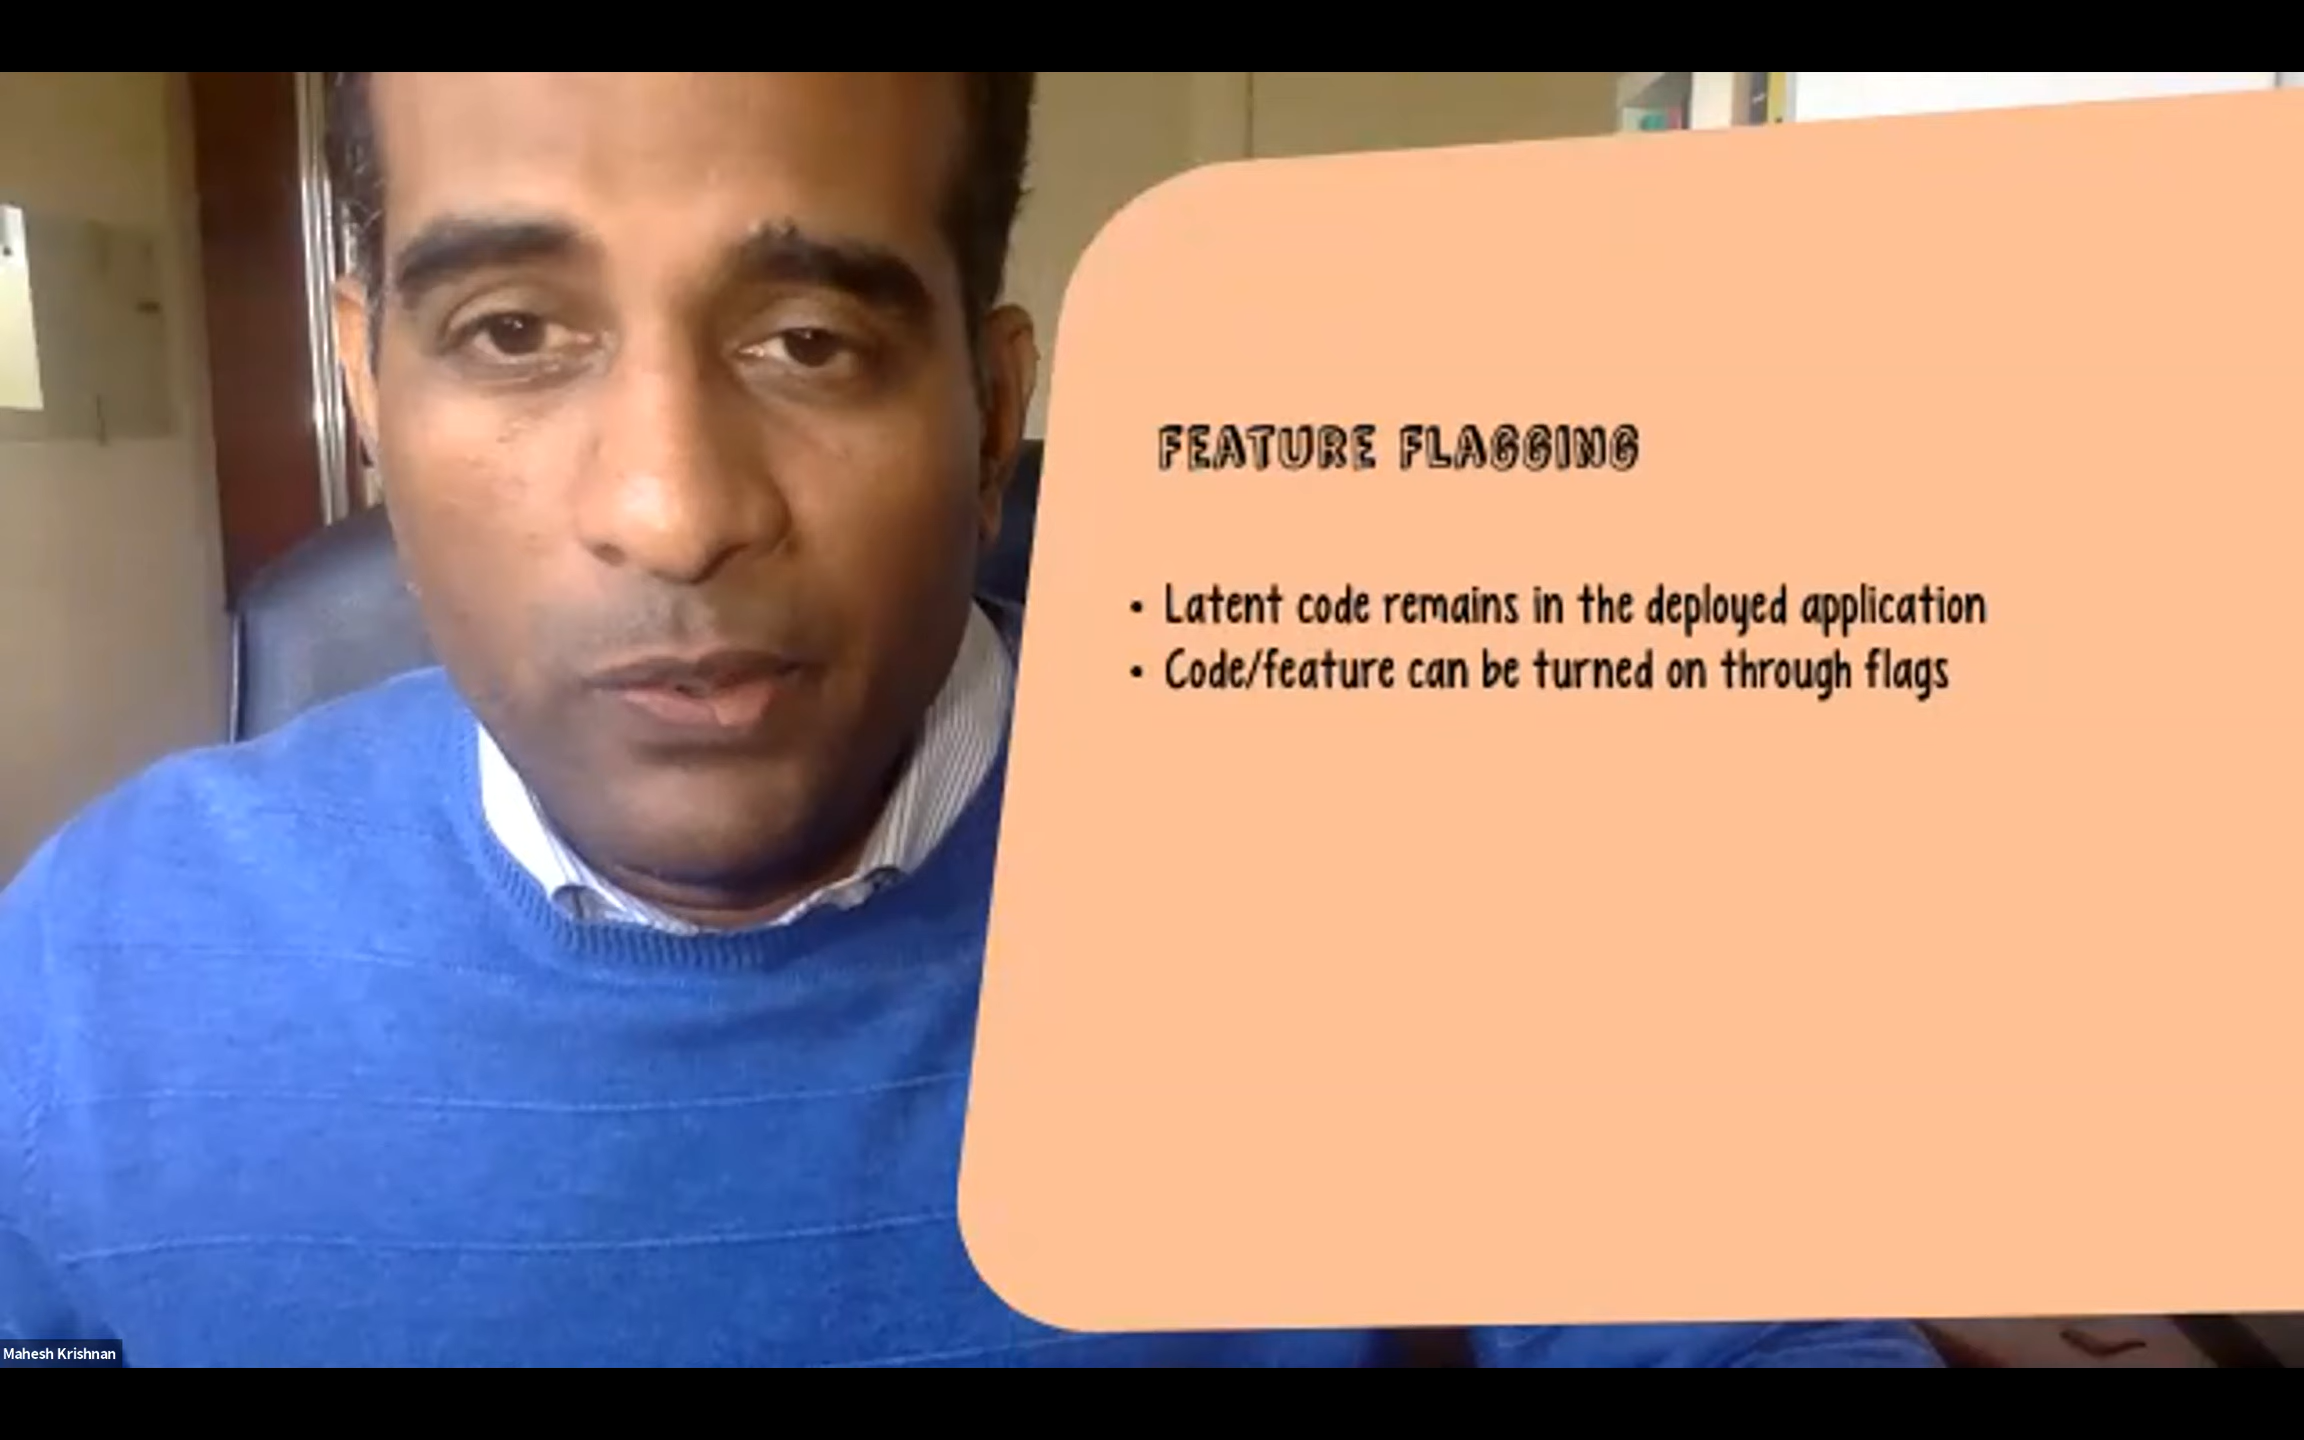 FEATURE FLAGGING
• Latent code remains in the deployed application
• Code/feature can be turned on through flags
Mahesh Krishnan